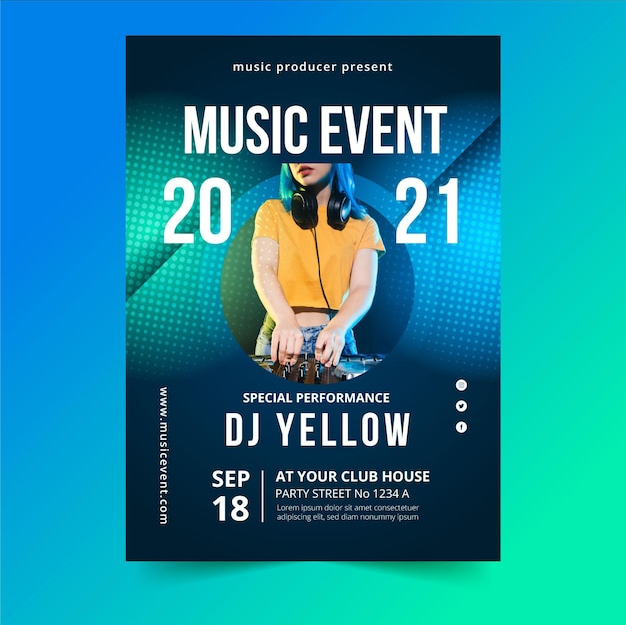 music producer present
MUSIC EVENT
20 21
SPECIAL PERFORMANCE
DJ YELLOW
www.musicevent.com
SEP
18
AT YOUR CLUB HOUSE
PARTY STREET No 1234 A
Lorem ipsum dolor sit amet, consectetuer
adipiscing elit, sed diam nonummy nibh